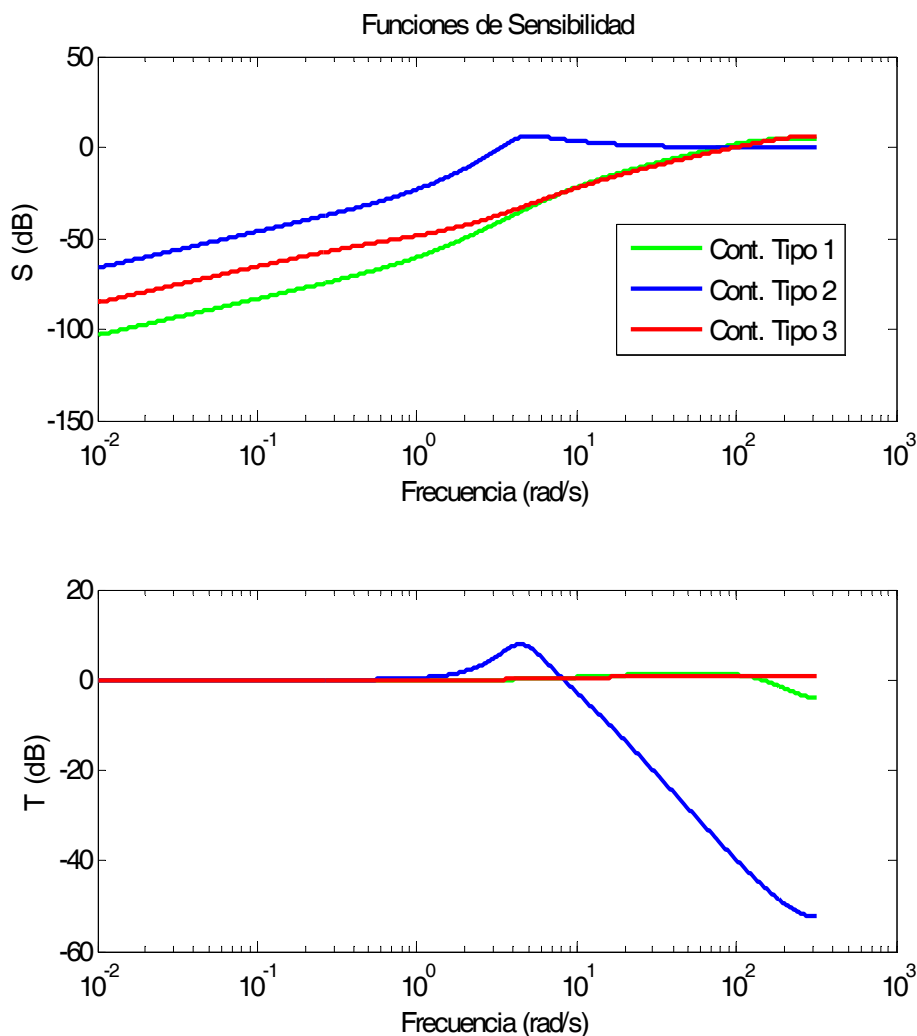 Funciones de Sensibilidad
50
0
-50
-100
-150
S (dB)
Cont. Tipo 1
Cont. Tipo 2
Cont. Tipo 3
10^-2 10^-1 10^0 10^1 10^2 10^3
Frecuencia (rad/s)
20
0
-20
-40
-60
T (dB)
10^-2 10^-1 10^0 10^1 10^2 10^3
Frecuencia (rad/s)